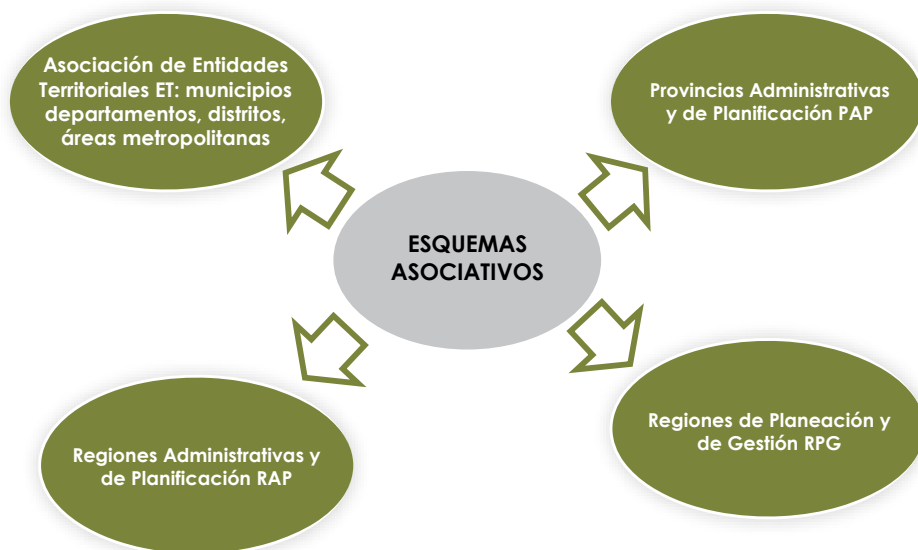 Asociación de Entidades
Territoriales ET: municipios
departamentos, distritos,
áreas metropolitanas
Provincias Administrativas
y de Planificación PAP
ESQUEMAS
ASOCIATIVOS
Regiones Administrativas y
de Planificación RAP
Regiones de Planeación y
de Gestión RPG